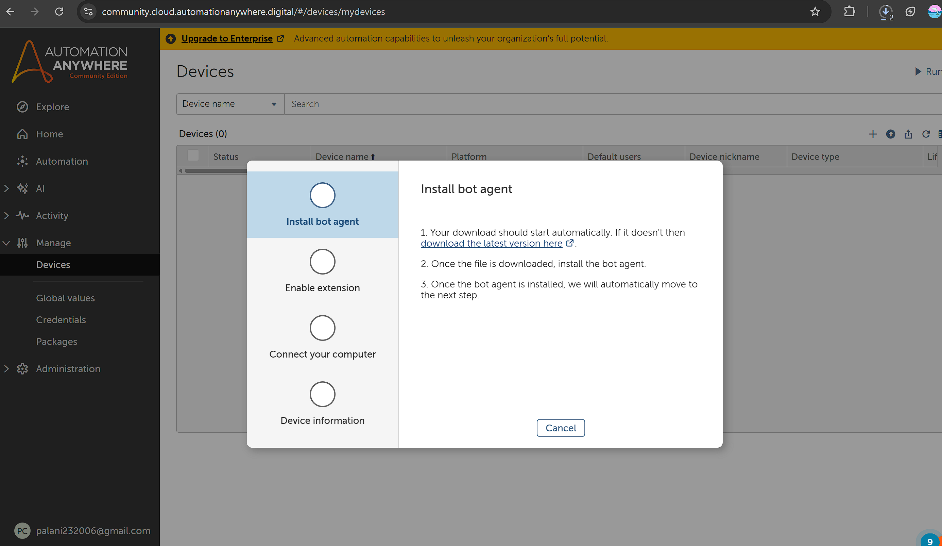 community.cloud.automationanywhere.digital/#/devices/mydevices
2
AUTOMATION
ANYWHERE
Community Edition
Upgrade to Enterprise
Advanced automation capabilities to unleash your organization's full potential.
Explore
Home
Automation
AI
Activity
Manage
Devices
Global values
Credentials
Packages
Administration
PC
palani232006@gmail.com
Devices
Run
Device name
Search
Devices (0)
Status
Device name
Platform
Default users
Device nickname
Device type
Lif
Install bot agent
Enable extension
Connect your computer
Device information
Install bot agent
1. Your download should start automatically. If it doesn't then
download the latest version here.
2. Once the file is downloaded, install the bot agent.
3. Once the bot agent is installed, we will automatically move to
the next step
Cancel
9